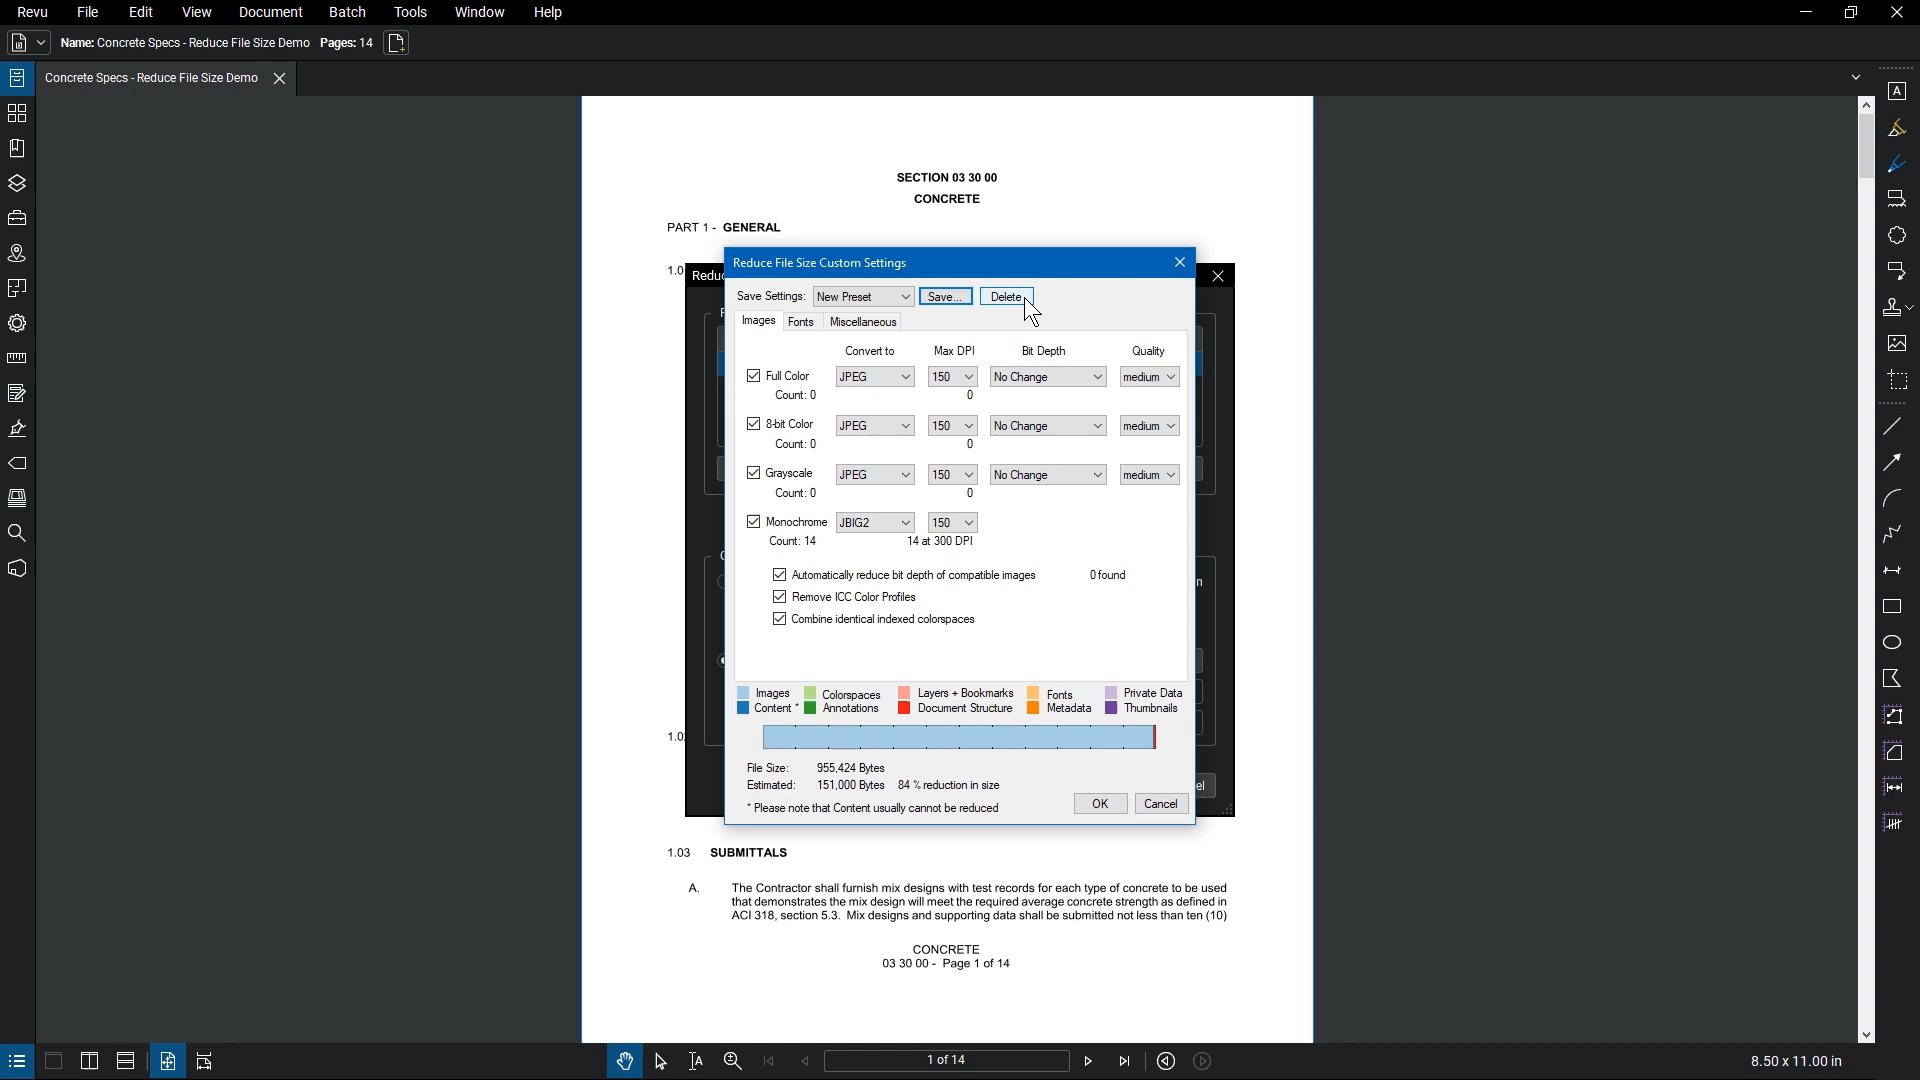 Revu File Edit View Document Batch Tools Window Help
Name: Concrete Specs - Reduce File Size Demo Pages: 14
Concrete Specs - Reduce File Size Demo
SECTION 03 30 00
CONCRETE
PART 1 - GENERAL
1.0
Reduc
Reduce File Size Custom Settings
Save Settings: New Preset Save... Delete
Images Fonts Miscellaneous
Convert to Max DPI Bit Depth Quality
Full Color JPEG 150 No Change medium
Count: 0 0
8-bit Color JPEG 150 No Change medium
Count: 0 0
Grayscale JPEG 150 No Change medium
Count: 0 0
Monochrome JBIG2 150
Count: 14 14 at 300 DPI
Automatically reduce bit depth of compatible images 0 found
Remove ICC Color Profiles
Combine identical indexed colorspaces
Images Colorspaces Layers + Bookmarks Fonts Private Data
Content * Annotations Document Structure Metadata Thumbnails
File Size: 955,424 Bytes
Estimated: 151,000 Bytes 84 % reduction in size
* Please note that Content usually cannot be reduced
OK Cancel
n
el
1.03 SUBMITTALS
A. The Contractor shall furnish mix designs with test records for each type of concrete to be used
that demonstrates the mix design will meet the required average concrete strength as defined in
ACI 318, section 5.3. Mix designs and supporting data shall be submitted not less than ten (10)
CONCRETE
03 30 00 - Page 1 of 14
1 of 14
8.50 x 11.00 in